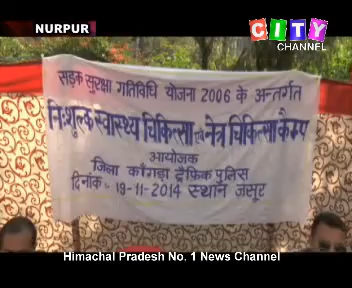 NURPUR
CITY
CHANNEL
सड़क सुरक्षा गतिविधि योजना 2006 के अन्तर्गत
निःशुल्क स्वास्थ्य चिकित्सा एवं नेत्र चिकित्सा कैम्प
आयोजक
जिला काँगड़ा ट्रैफिक पुलिस
दिनांक - 19-11-2014 स्थान जसूर
Himachal Pradesh No. 1 News Channel